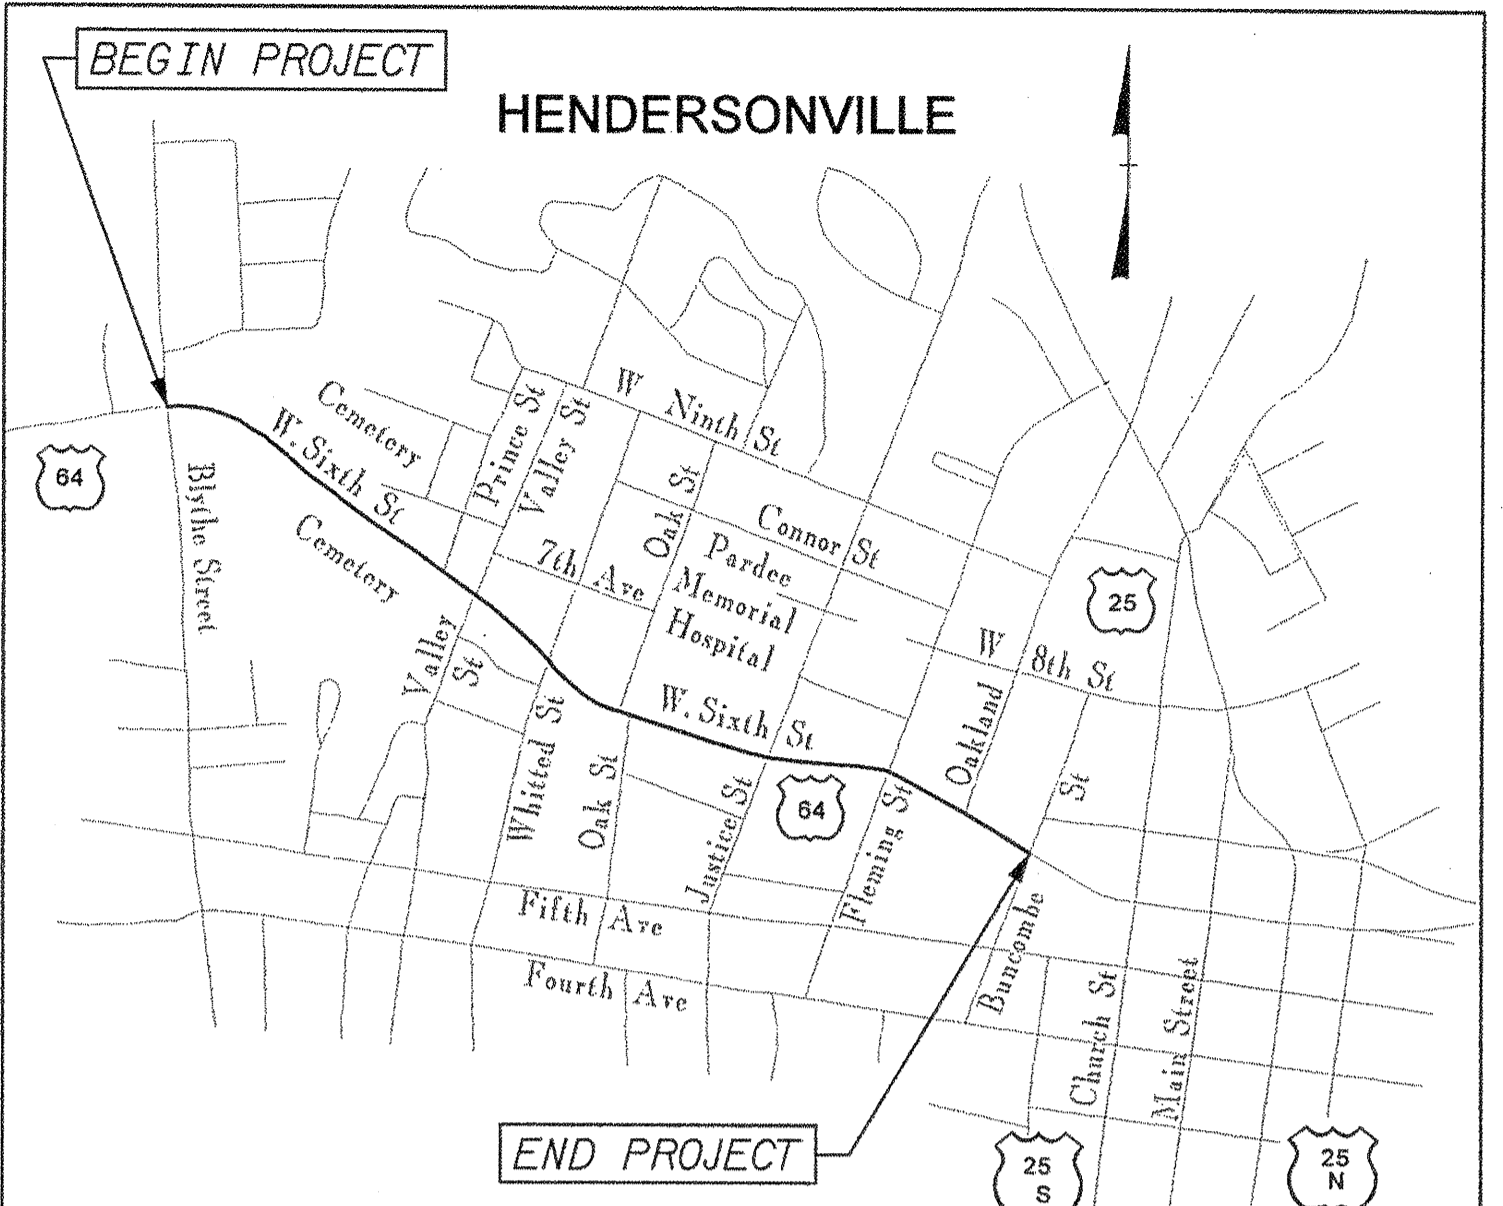 BEGIN PROJECT
HENDERSONVILLE
64
Blythe Street
Cemetery
W. Sixth St
Cemetery
Prince St
Valley St
W Ninth St
7th Ave
Oak St
Connor St
Pardee
Memorial
Hospital
25
W 8th St
Valley
St
Whitted St
Oak St
W. Sixth St
64
Justice St
Fleming St
Oakland
St
Buncombe
Fifth Ave
Fourth Ave
Church St
Main Street
END PROJECT
25
S
25
N